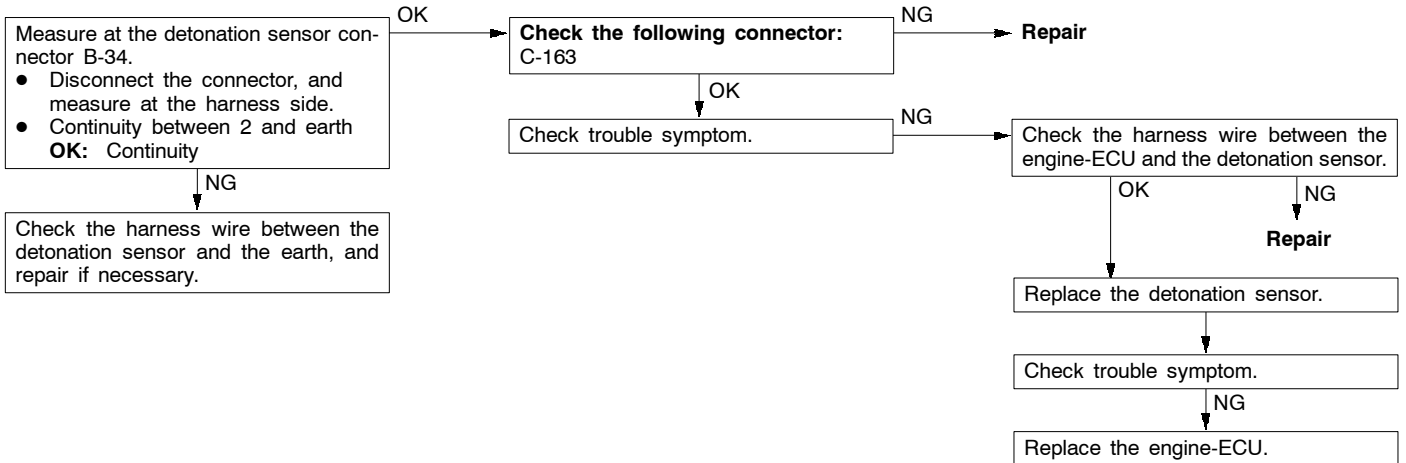 Measure at the detonation sensor con-
nector B-34.
● Disconnect the connector, and
measure at the harness side.
● Continuity between 2 and earth
OK: Continuity
OK
Check the following connector:
C-163
NG
Repair
OK
Check trouble symptom.
NG
Check the harness wire between the
engine-ECU and the detonation sensor.
NG
Check the harness wire between the
detonation sensor and the earth, and
repair if necessary.
OK
NG
Repair
Replace the detonation sensor.
Check trouble symptom.
NG
Replace the engine-ECU.